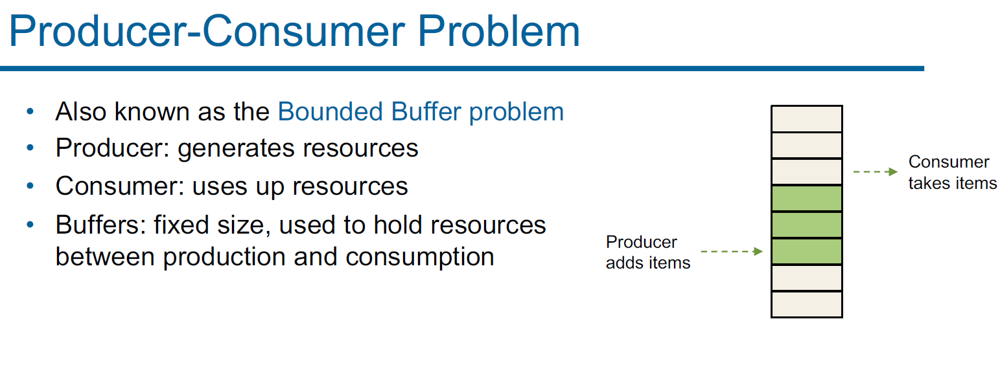 Producer-Consumer Problem
• Also known as the Bounded Buffer problem
• Producer: generates resources
• Consumer: uses up resources
• Buffers: fixed size, used to hold resources
between production and consumption
Consumer
takes items
Producer
adds items